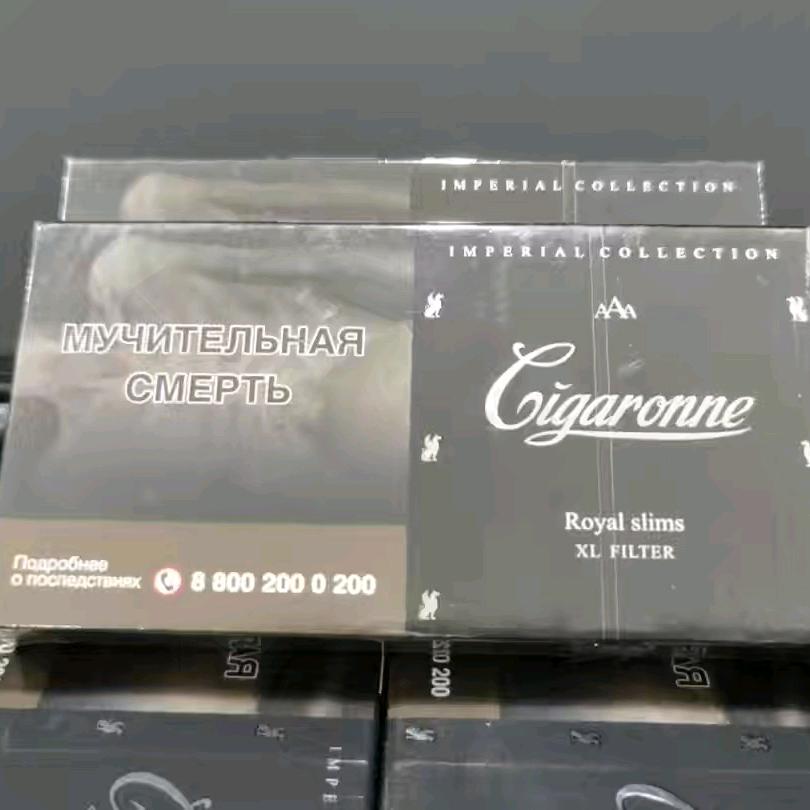 IMPERIAL COLLECTION
IMPERIAL COLLECTION
AAA
Cigaronne
Royal slims
XL FILTER
МУЧИТЕЛЬНАЯ
СМЕРТЬ
Подробнее
о последствиях
8 800 200 0 200
200